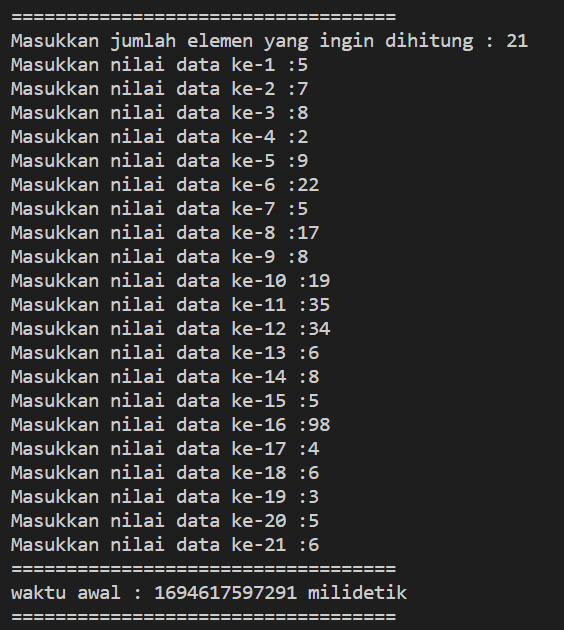 ===================================
Masukkan jumlah elemen yang ingin dihitung : 21
Masukkan nilai data ke-1 :5
Masukkan nilai data ke-2 :7
Masukkan nilai data ke-3 :8
Masukkan nilai data ke-4 :2
Masukkan nilai data ke-5 :9
Masukkan nilai data ke-6 :22
Masukkan nilai data ke-7 :5
Masukkan nilai data ke-8 :17
Masukkan nilai data ke-9 :8
Masukkan nilai data ke-10 :19
Masukkan nilai data ke-11 :35
Masukkan nilai data ke-12 :34
Masukkan nilai data ke-13 :6
Masukkan nilai data ke-14 :8
Masukkan nilai data ke-15 :5
Masukkan nilai data ke-16 :98
Masukkan nilai data ke-17 :4
Masukkan nilai data ke-18 :6
Masukkan nilai data ke-19 :3
Masukkan nilai data ke-20 :5
Masukkan nilai data ke-21 :6
===================================
waktu awal : 1694617597291 milidetik
===================================